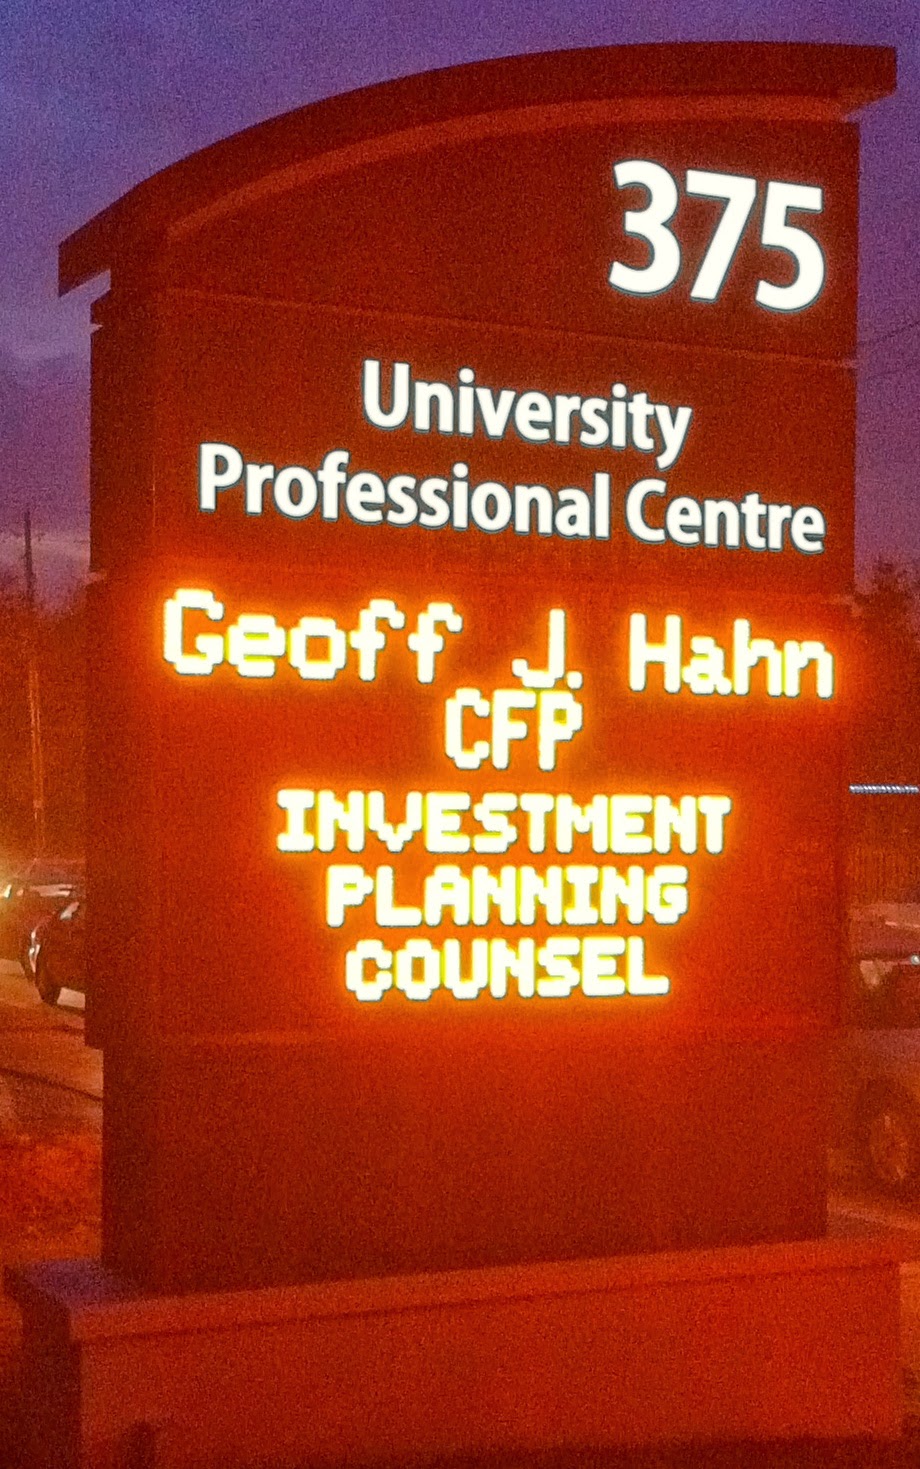 375
University
Professional Centre
Geoff J. Hahn
CFP
INVESTMENT
PLANNING
COUNSEL